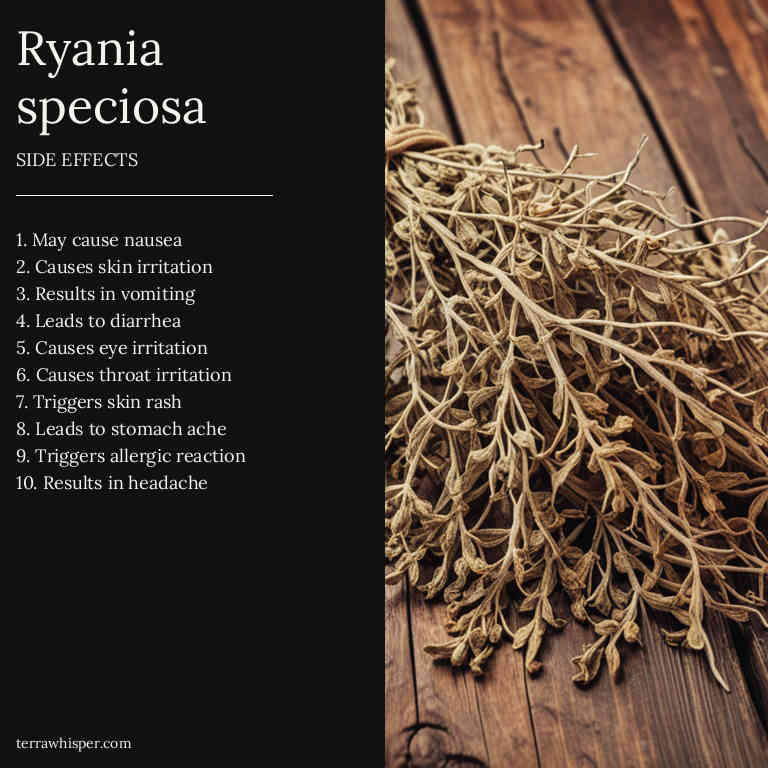 Ryania
speciosa
SIDE EFFECTS
1. May cause nausea
2. Causes skin irritation
3. Results in vomiting
4. Leads to diarrhea
5. Causes eye irritation
6. Causes throat irritation
7. Triggers skin rash
8. Leads to stomach ache
9. Triggers allergic reaction
10. Results in headache
terrawhisper.com